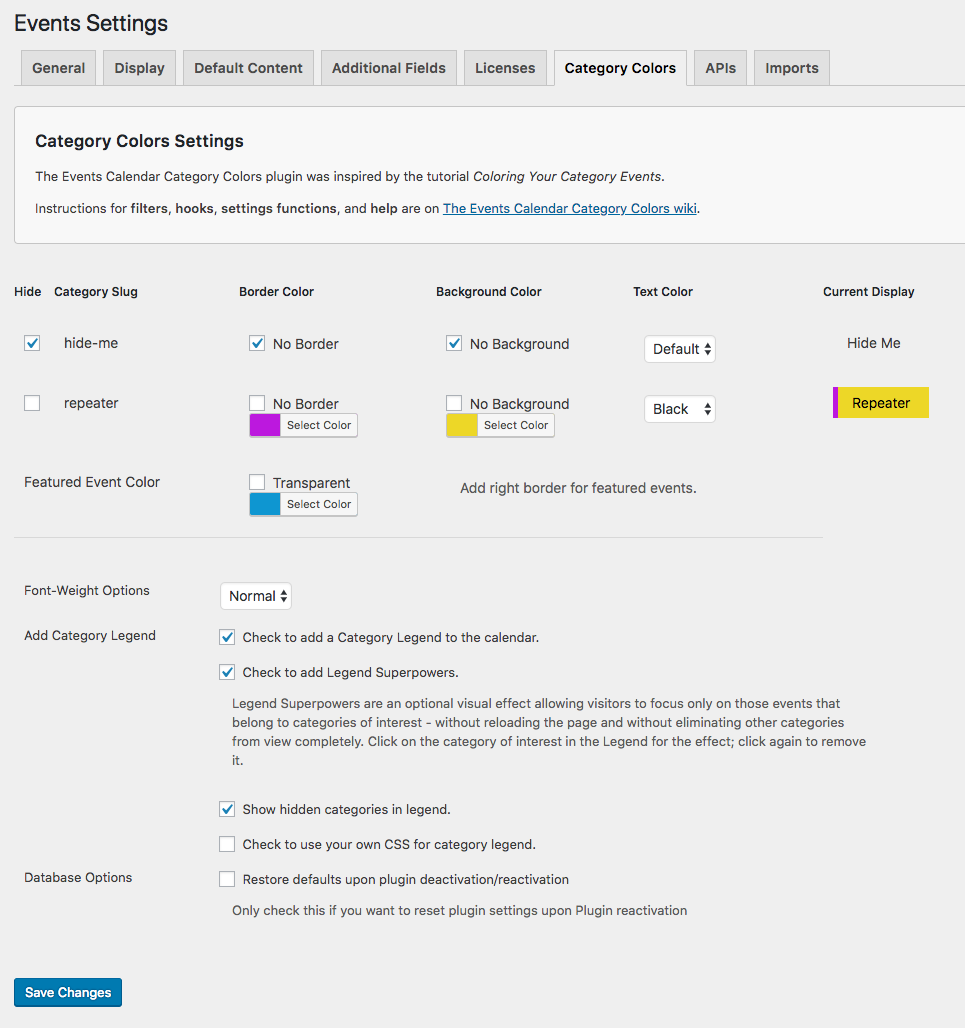 Events Settings
General Display Default Content Additional Fields Licenses Category Colors APIs Imports
Category Colors Settings
The Events Calendar Category Colors plugin was inspired by the tutorial Coloring Your Category Events.
Instructions for filters, hooks, settings functions, and help are on The Events Calendar Category Colors wiki.
Hide Category Slug Border Color Background Color Text Color Current Display
hide-me No Border No Background Default Hide Me
repeater No Border No Background Black Repeater
Select Color Select Color
Featured Event Color Transparent Add right border for featured events.
Select Color
Font-Weight Options Normal
Add Category Legend Check to add a Category Legend to the calendar.
Check to add Legend Superpowers.
Legend Superpowers are an optional visual effect allowing visitors to focus only on those events that
belong to categories of interest - without reloading the page and without eliminating other categories
from view completely. Click on the category of interest in the Legend for the effect; click again to remove
it.
Show hidden categories in legend.
Check to use your own CSS for category legend.
Database Options Restore defaults upon plugin deactivation/reactivation
Only check this if you want to reset plugin settings upon Plugin reactivation
Save Changes